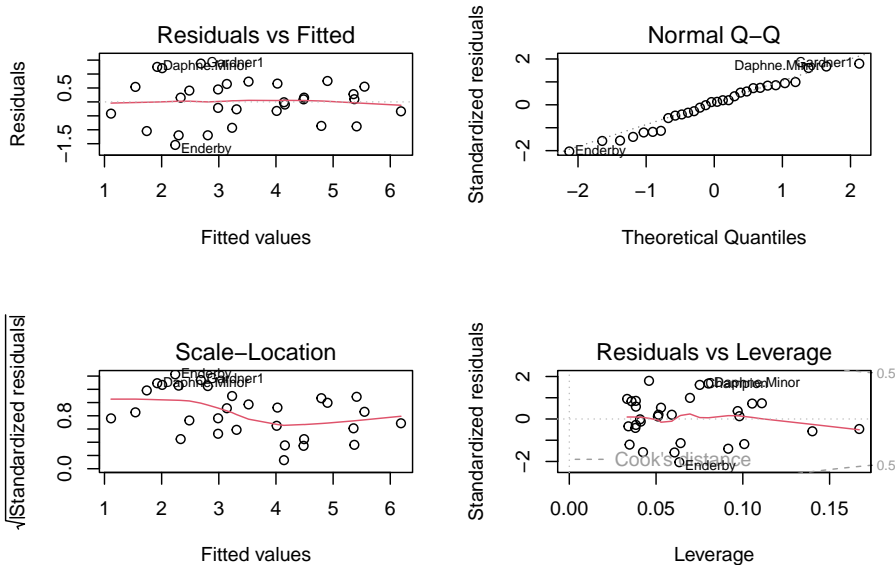 Residuals vs Fitted
Residuals
0.5
−1.5
Daphne.Minor
Gardner1
Enderby
1 2 3 4 5 6
Fitted values
Normal Q−Q
Standardized residuals
2
0
−2
Daphne.Minor
Gardner1
Enderby
−2 −1 0 1 2
Theoretical Quantiles
Scale−Location
√|Standardized residuals|
0.8
0.0
Enderby
Gardner1
Daphne.Minor
1 2 3 4 5 6
Fitted values
Residuals vs Leverage
Standardized residuals
2
0
−2
0.5
0.5
Daphne.Minor
Cook's distance
Enderby
0.00 0.05 0.10 0.15
Leverage